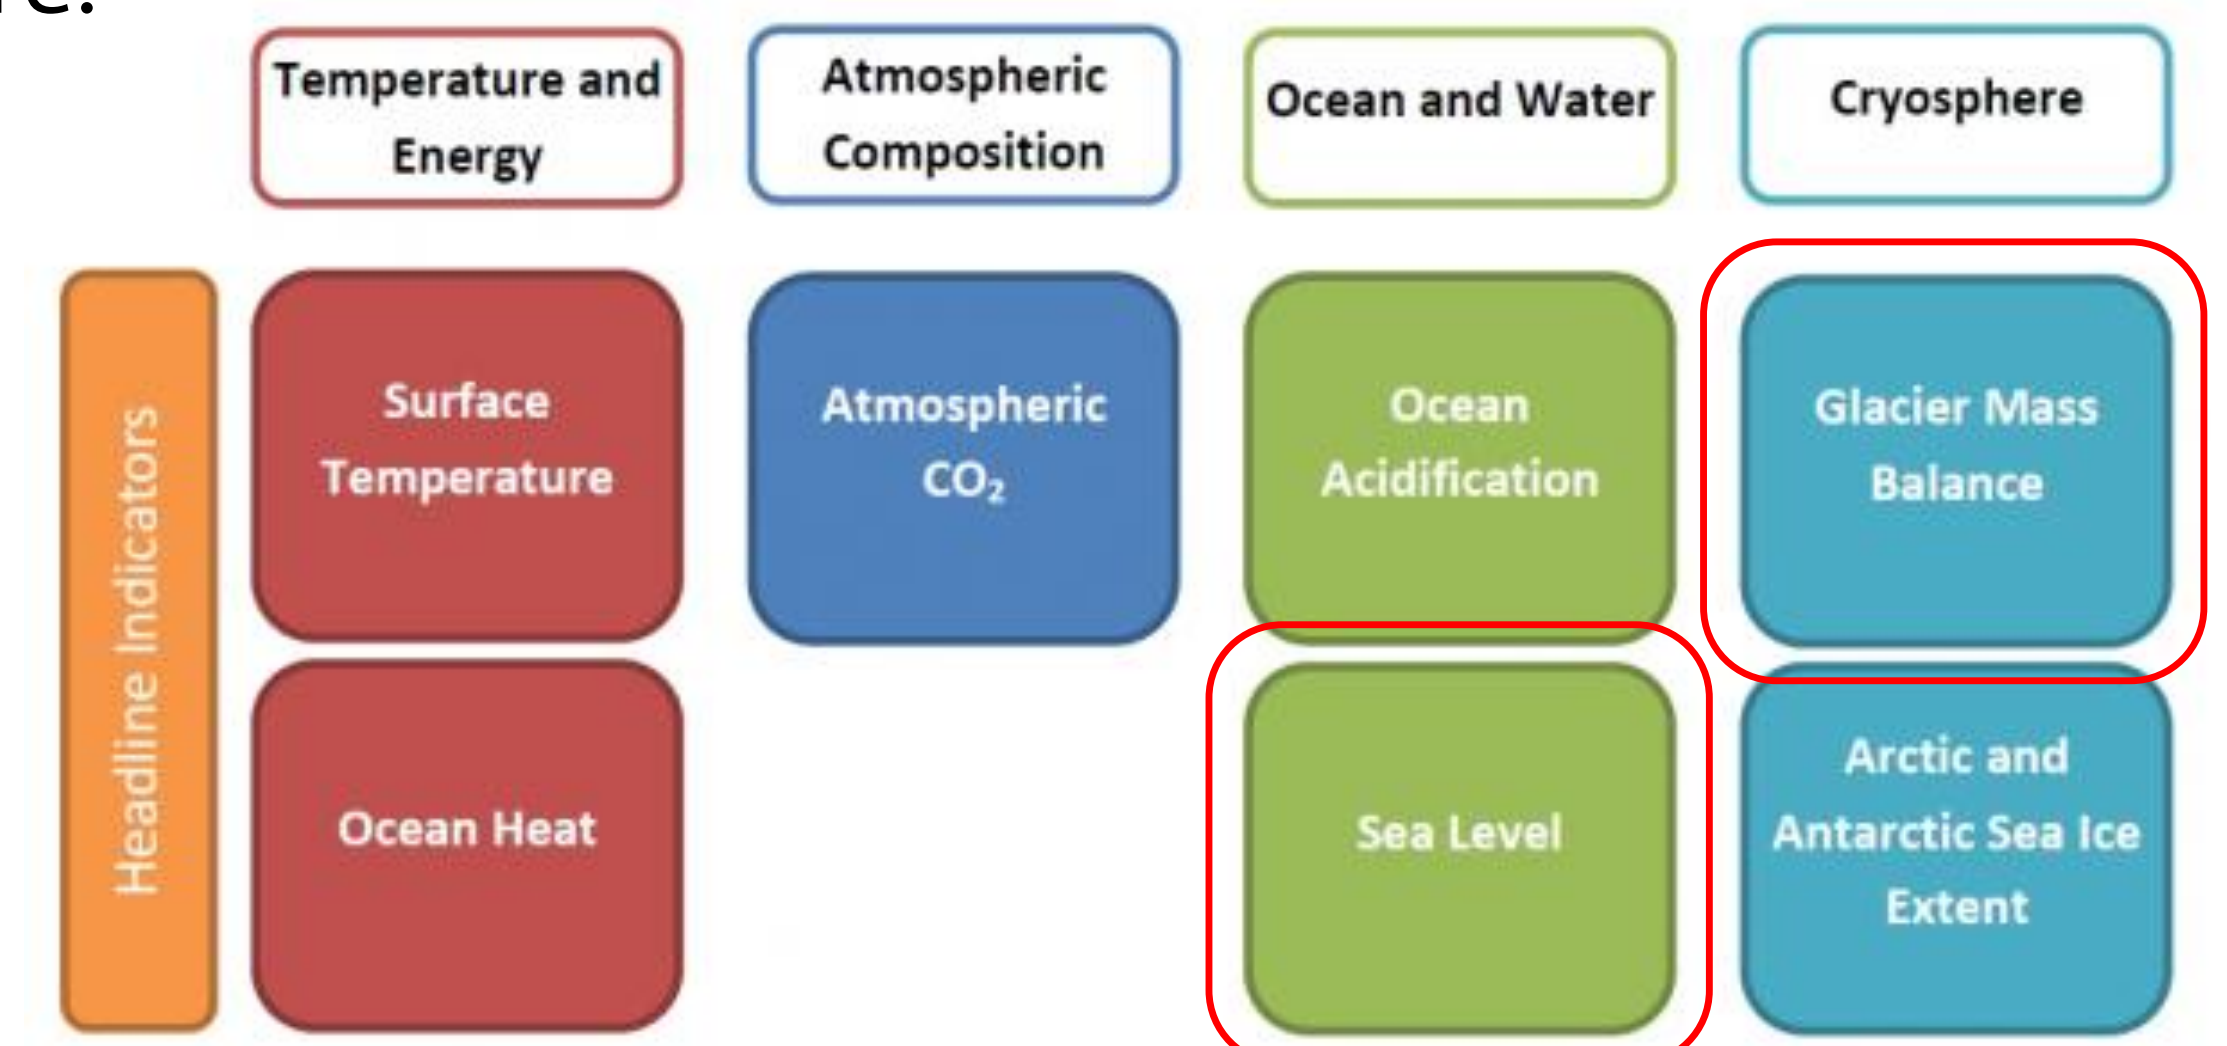 Temperature and
Energy
Atmospheric
Composition
Ocean and Water
Cryosphere
Headline Indicators
Surface
Temperature
Atmospheric
CO₂
Ocean
Acidification
Glacier Mass
Balance
Ocean Heat
Sea Level
Arctic and
Antarctic Sea Ice
Extent